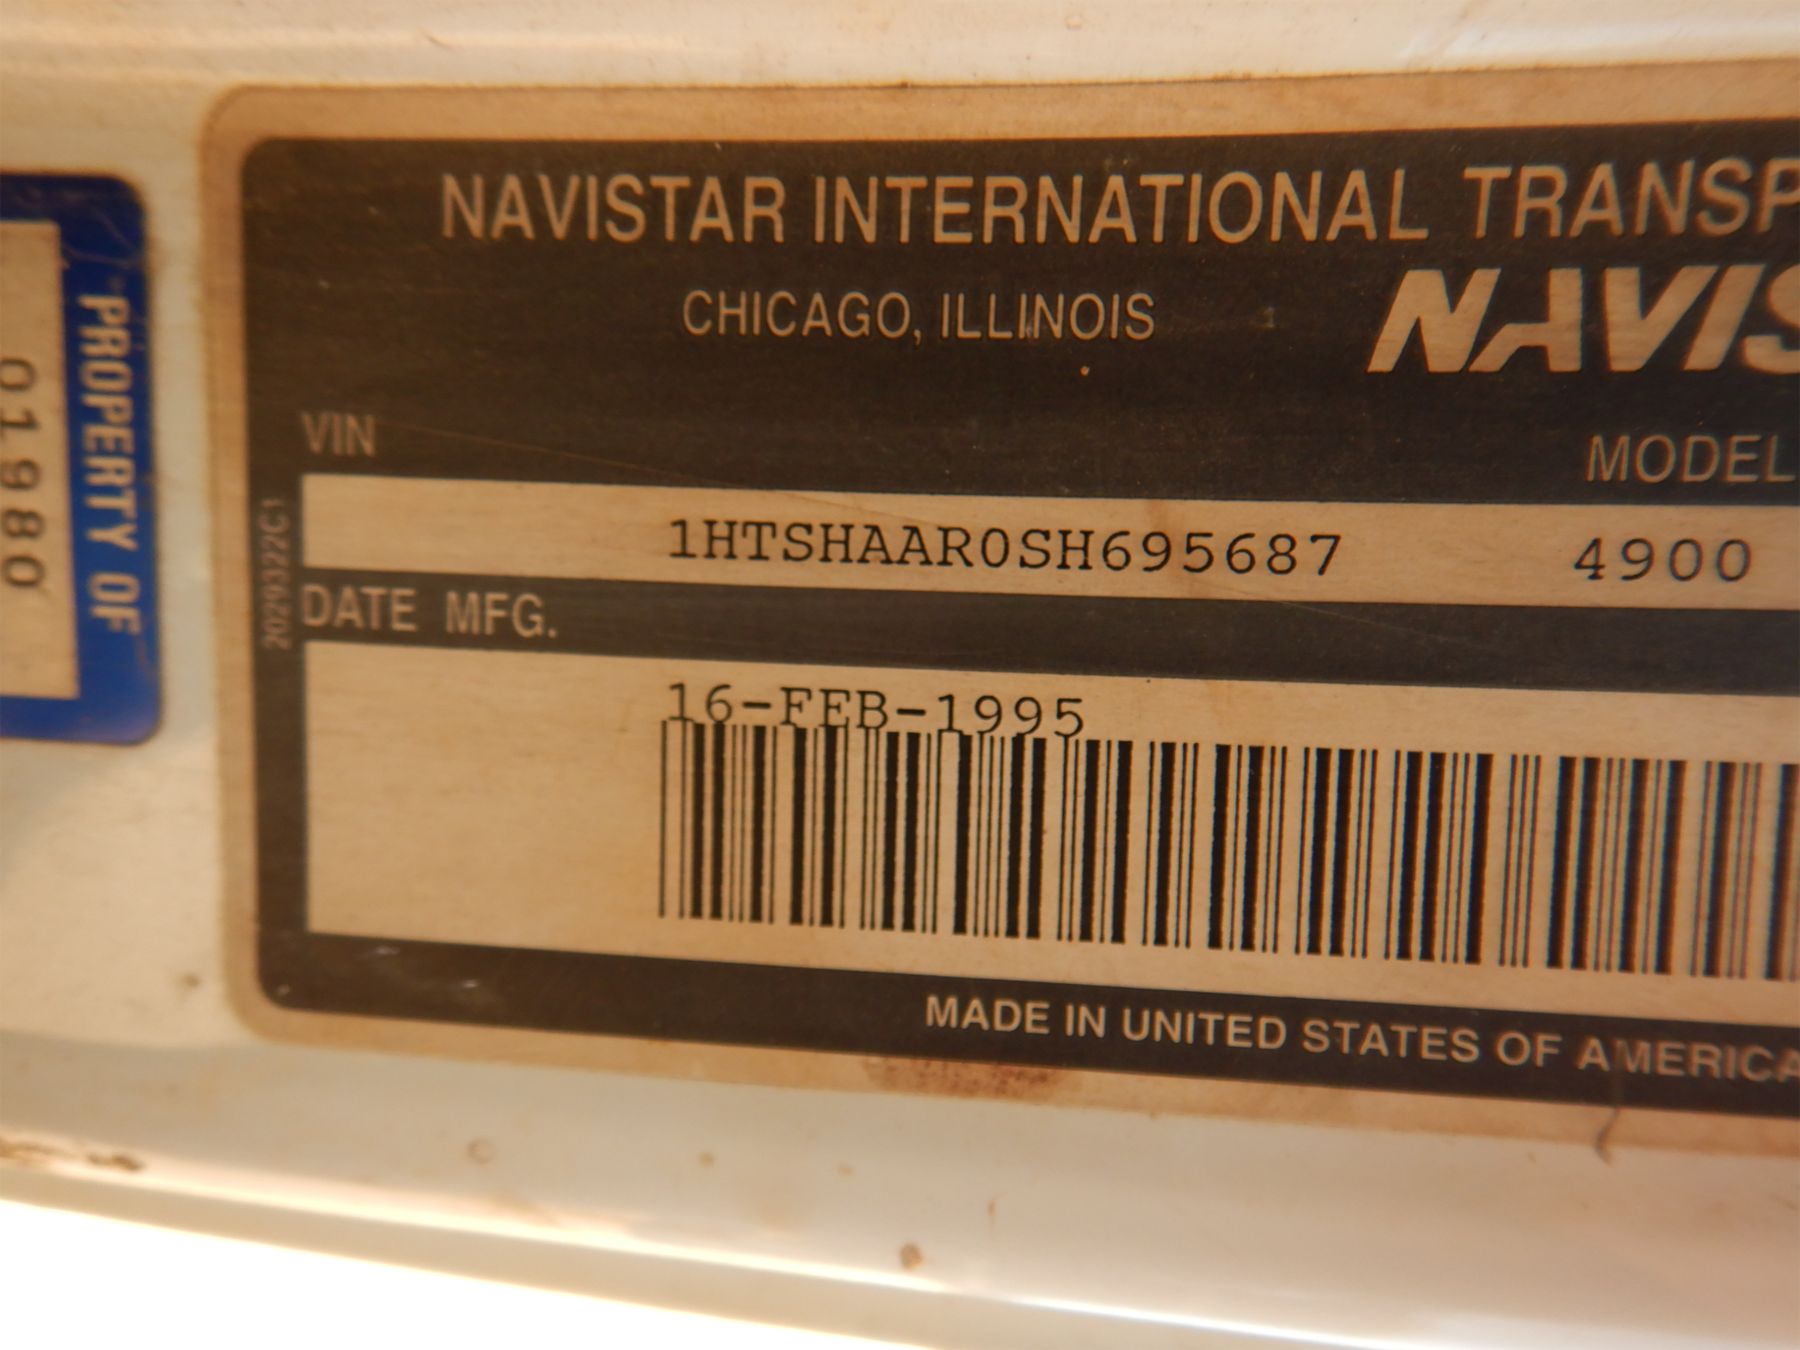 NAVISTAR INTERNATIONAL TRANSP
CHICAGO, ILLINOIS
NAVIS
VIN
MODEL
1HTSHAAR0SH695687 4900
DATE MFG.
16-FEB-1995
MADE IN UNITED STATES OF AMERICA
2029322C1
PROPERTY OF
01980